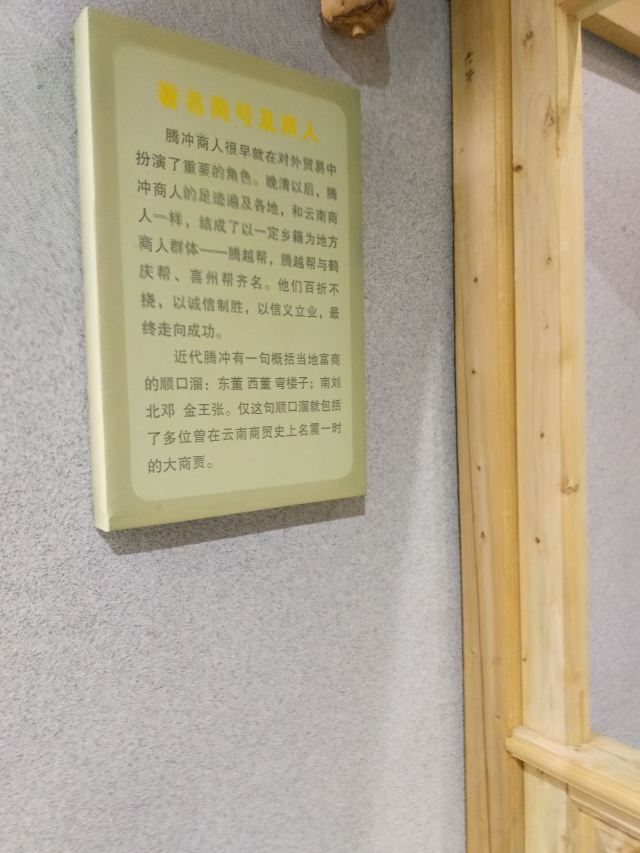 著名商号及商人
腾冲商人很早就在对外贸易中
扮演了重要的角色。晚清以后，腾
冲商人的足迹遍及各地，和云南商
人一样，结成了以一定乡籍为地方
商人群体——腾越帮，腾越帮与鹤
庆帮、喜州帮齐名。他们百折不
挠，以诚信制胜，以信义立业，最
终走向成功。
近代腾冲有一句概括当地富商
的顺口溜：东董 西董 弯楼子；南刘
北邓 金王张。仅这句顺口溜就包括
了多位曾在云南商贸史上名震一时
的大商贾。